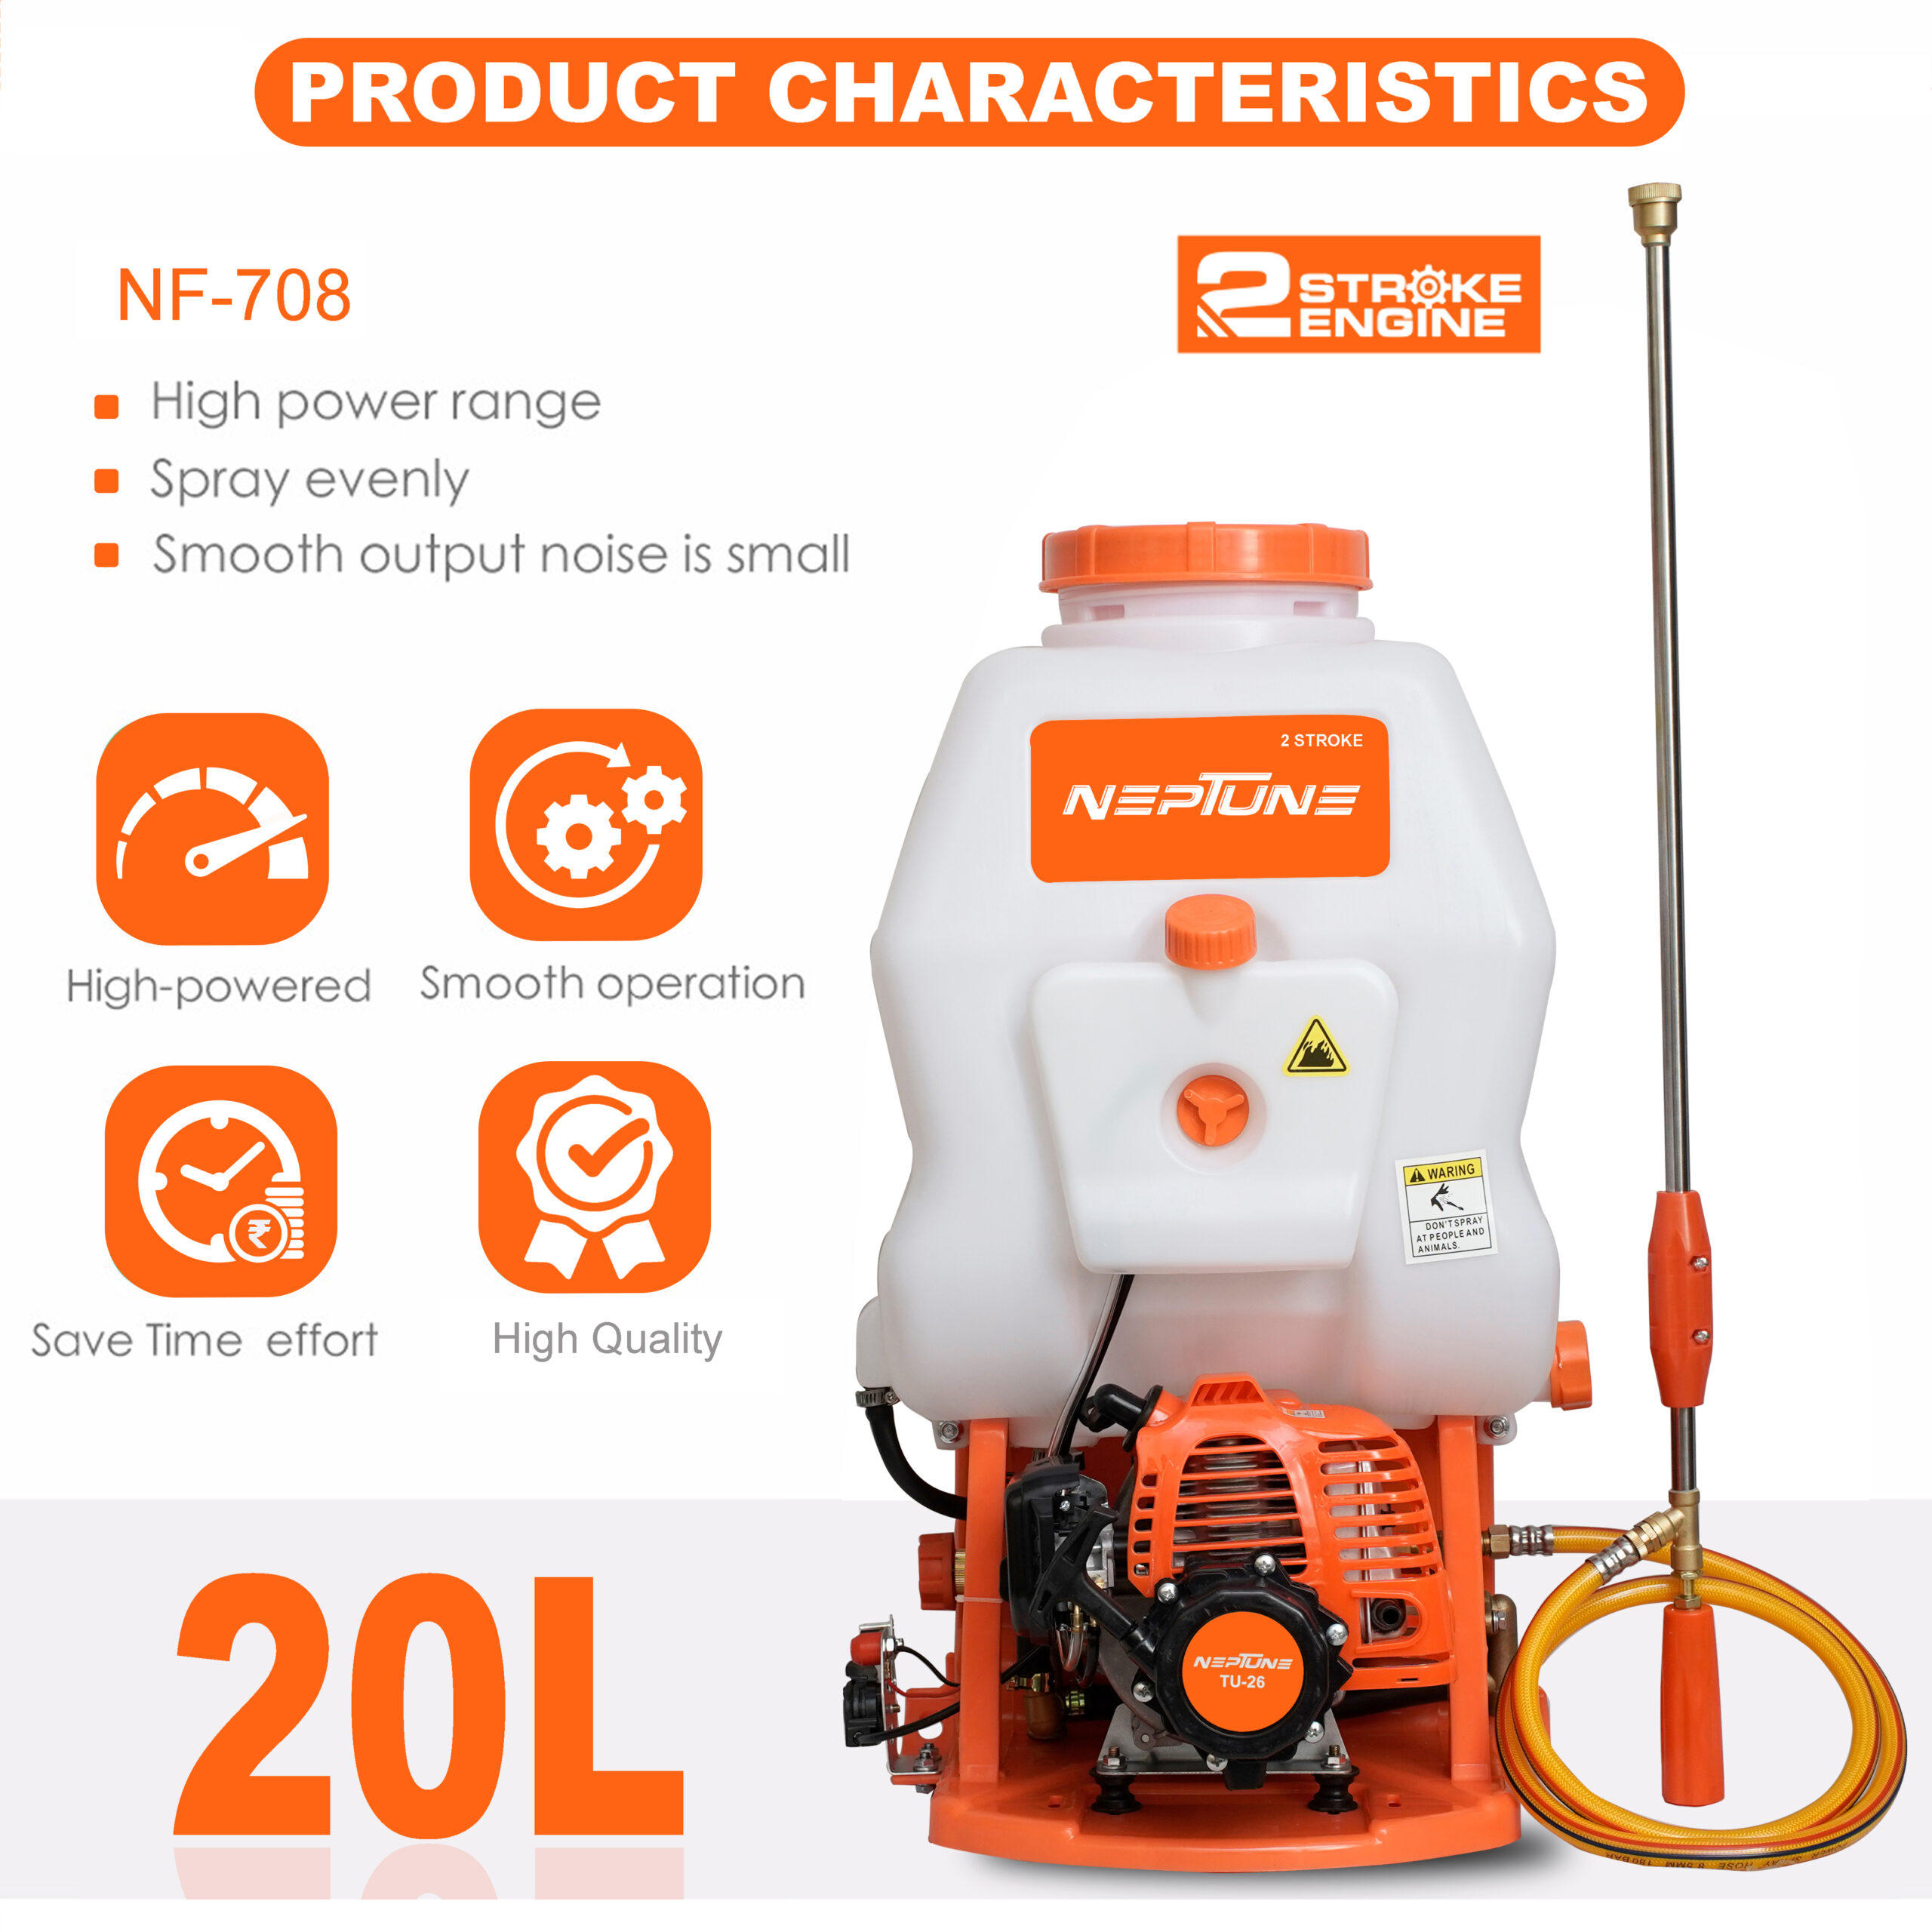 PRODUCT CHARACTERISTICS
NF-708
High power range
Spray evenly
Smooth output noise is small
2 STROKE
ENGINE
High-powered
Smooth operation
Save Time effort
High Quality
20L
2 STROKE
NEPTUNE
WARING
DON'T SPRAY
AT PEOPLE AND
ANIMALS.
NEPTUNE
TU-26